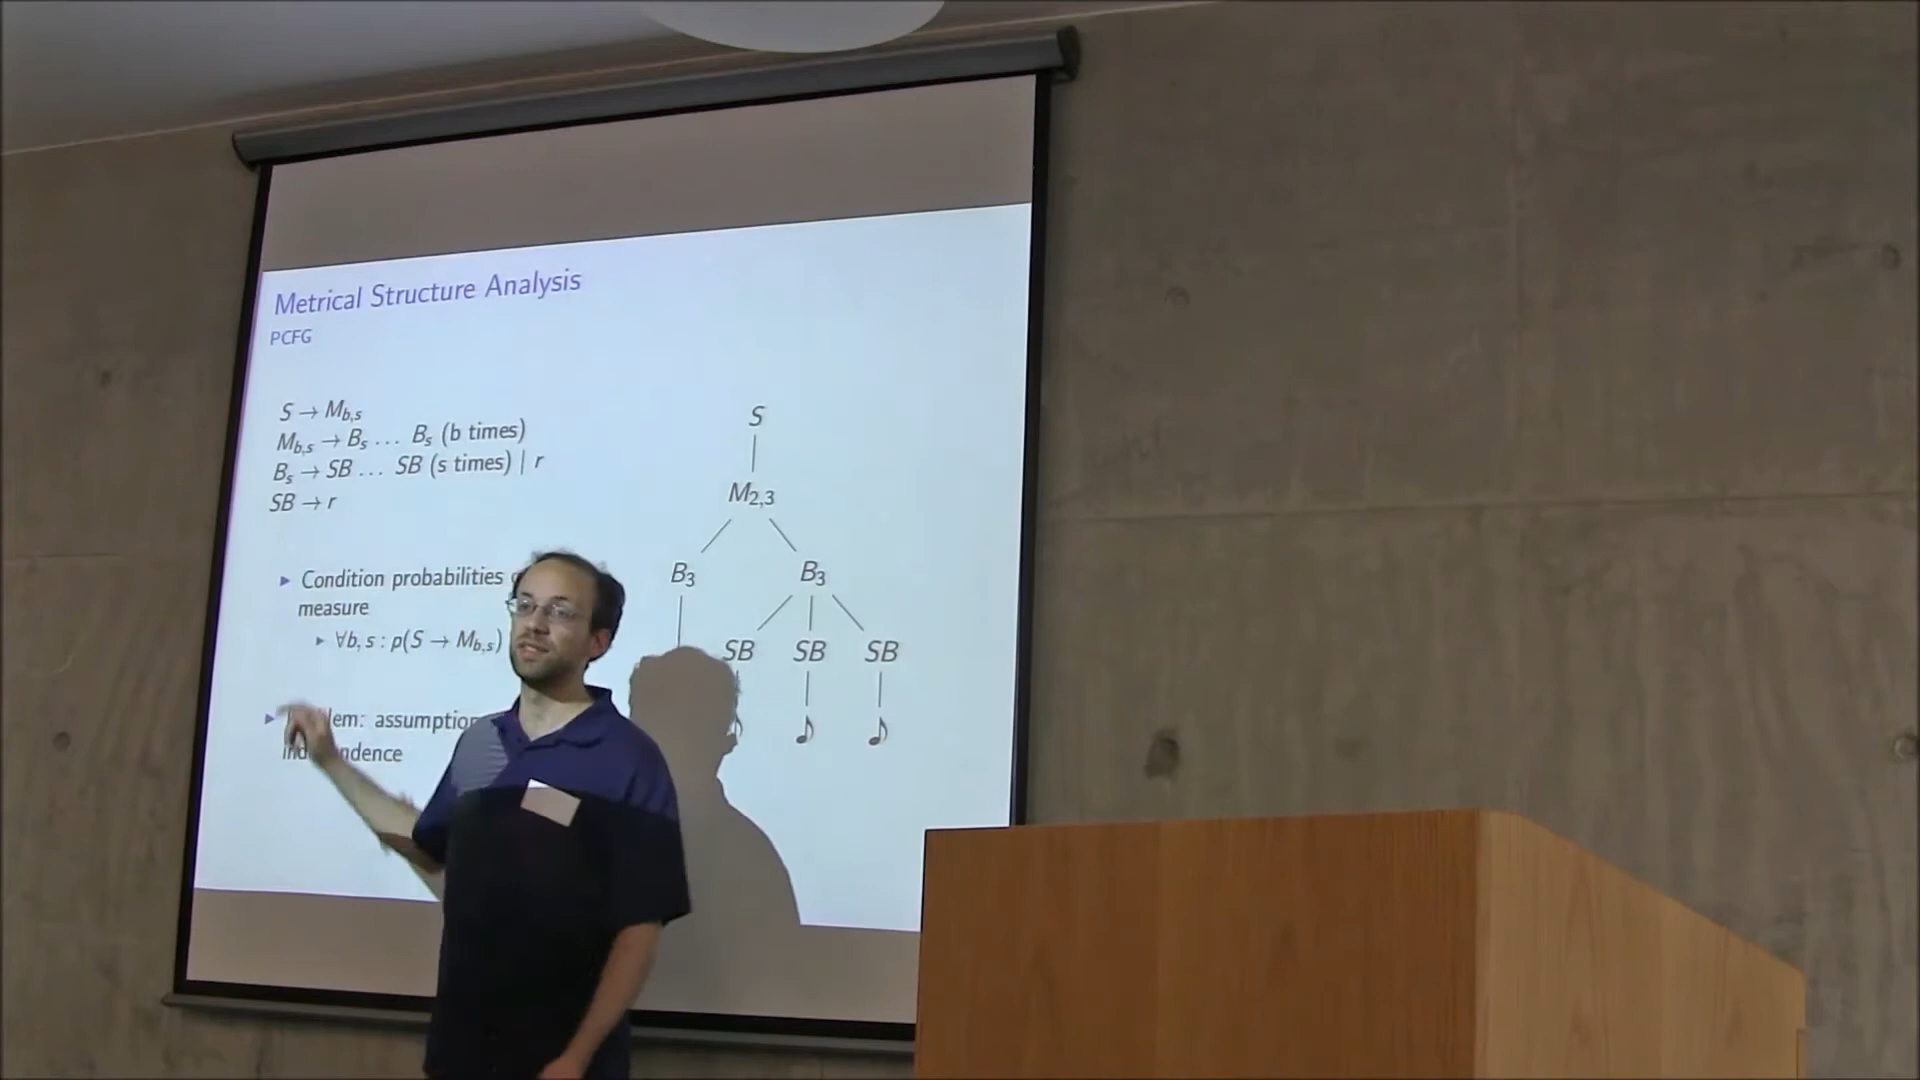 Metrical Structure Analysis
PCFG
S → M_{b,s}
M_{b,s} → B_s ... B_s (b times)
B_s → SB ... SB (s times) | r
SB → r
Condition probabilities
measure
∀b, s : p(S → M_{b,s})
assumption
independence
S
M_{2,3}
B_3 B_3
SB SB SB
♪ ♪ ♪